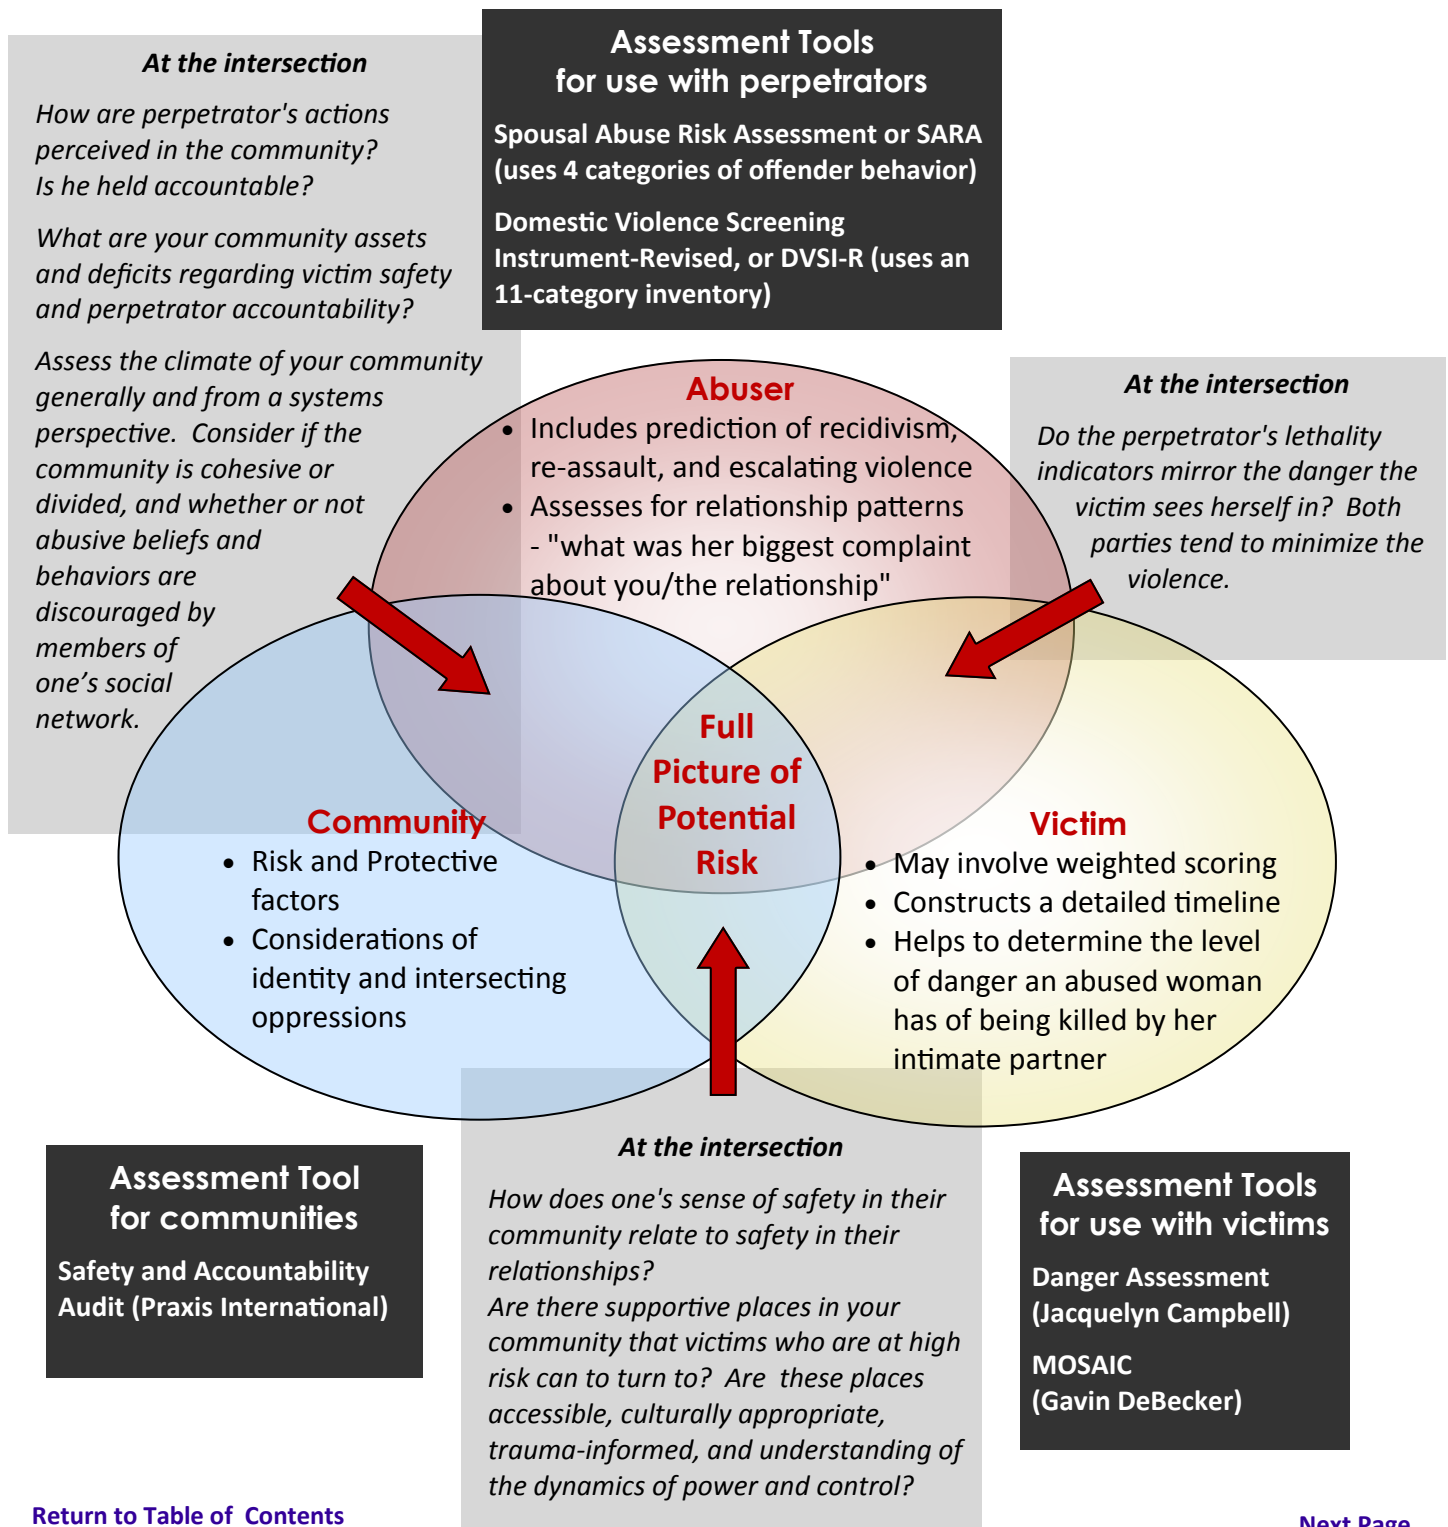 At the intersection
How are perpetrator's actions
perceived in the community?
Is he held accountable?
What are your community assets
and deficits regarding victim safety
and perpetrator accountability?
Assess the climate of your community
generally and from a systems
perspective.  Consider if the
community is cohesive or
divided, and whether or not
abusive beliefs and
behaviors are
discouraged by
members of
one’s social
network.
Assessment Tools
for use with perpetrators
Spousal Abuse Risk Assessment or SARA
(uses 4 categories of offender behavior)
Domestic Violence Screening
Instrument-Revised, or DVSI-R (uses an
11-category inventory)
At the intersection
Do the perpetrator's lethality
indicators mirror the danger the
victim sees herself in?  Both
parties tend to minimize the
violence.
Abuser
• Includes prediction of recidivism,
re-assault, and escalating violence
• Assesses for relationship patterns
- "what was her biggest complaint
about you/the relationship"
Full
Picture of
Potential
Risk
Community
• Risk and Protective
factors
• Considerations of
identity and intersecting
oppressions
Victim
• May involve weighted scoring
• Constructs a detailed timeline
• Helps to determine the level
of danger an abused woman
has of being killed by her
intimate partner
Assessment Tool
for communities
Safety and Accountability
Audit (Praxis International)
At the intersection
How does one's sense of safety in their
community relate to safety in their
relationships?
Are there supportive places in your
community that victims who are at high
risk can to turn to?  Are  these places
accessible, culturally appropriate,
trauma-informed, and understanding of
the dynamics of power and control?
Assessment Tools
for use with victims
Danger Assessment
(Jacquelyn Campbell)
MOSAIC
(Gavin DeBecker)
Return to Table of  Contents
Next Page